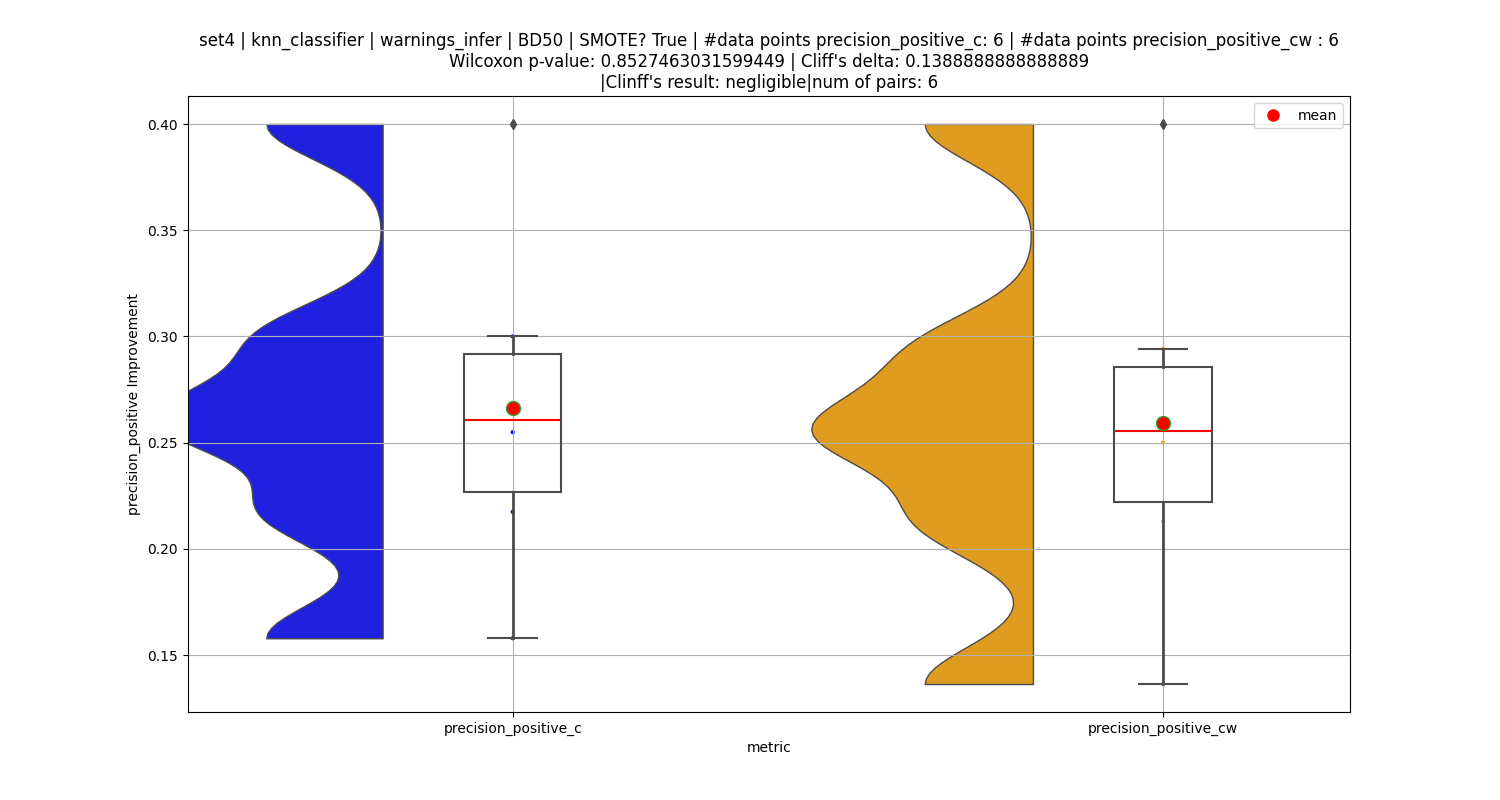 set4 | knn_classifier | warnings_infer | BD50 | SMOTE? True | #data points precision_positive_c: 6 | #data points precision_positive_cw : 6
Wilcoxon p-value: 0.8527463031599449 | Cliff's delta: 0.1388888888888889
|Clinff's result: negligible|num of pairs: 6
mean
0.40
0.35
0.30
0.25
0.20
0.15
precision_positive Improvement
precision_positive_c
precision_positive_cw
metric